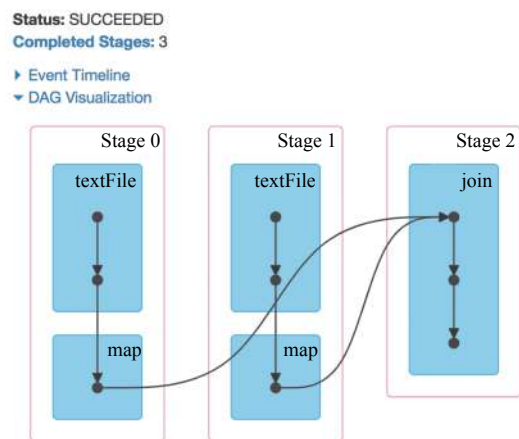 Status: SUCCEEDED
Completed Stages: 3
Event Timeline
DAG Visualization
Stage 0
Stage 1
Stage 2
textFile
textFile
join
map
map